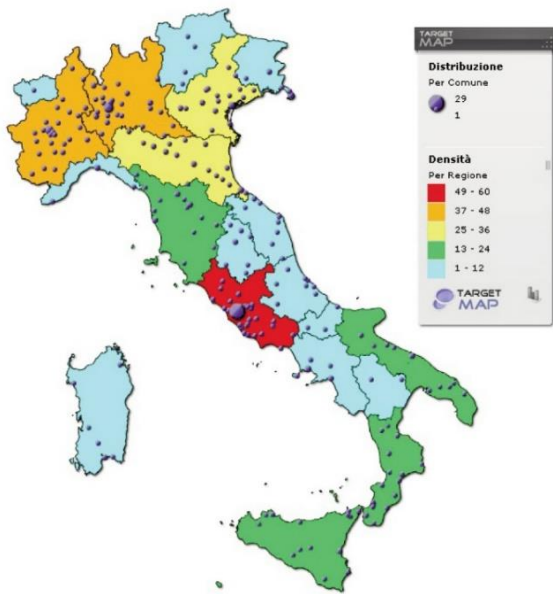 TARGET
MAP
Distribuzione
Per Comune
29
1
Densità
Per Regione
49 - 60
37 - 48
25 - 36
13 - 24
1 - 12
TARGET
MAP